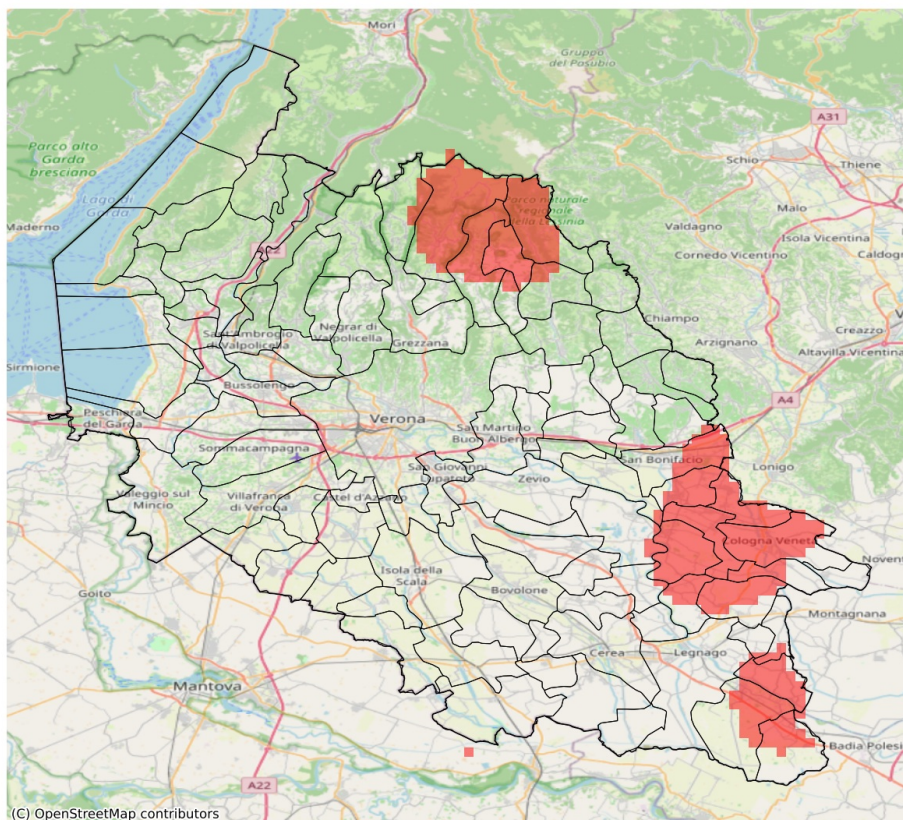 Mori
Gruppo
del Pasubio
A31
Parco alto
Garda
bresciano
Schio
Thiene
Lago di
Garda
Parco naturale
regionale
della Lessinia
Malo
Maderno
Valdagno
Isola Vicentina
A22
Cornedo Vicentino
Caldogn
Chiampo
V
Sant'Ambrogio
di Valpolicella
Negrar di
Valpolicella
Grezzana
Arzignano
Creazzo
Altavilla Vicentina
Sirmione
Bussolengo
A4
Peschiera
del Garda
Verona
San Martino
Buon Albergo
Sommacampagna
San Bonifacio
Lonigo
San Giovanni
Lupatoto
Zevio
Valeggio sul
Mincio
Villafranca
di Verona
Castel d'Azzano
Cologna Veneta
Novent
Isola della
Scala
Goito
Bovolone
Montagnana
Cerea
Legnago
Mantova
Badia Polesi
A22
(C) OpenStreetMap contributors